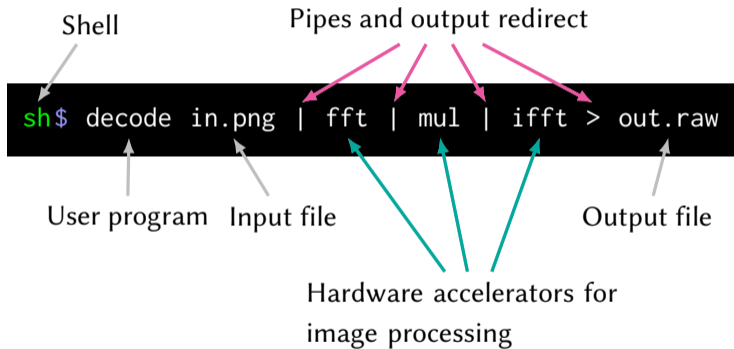 Shell
Pipes and output redirect
sh$ decode in.png | fft | mul | ifft > out.raw
User program
Input file
Output file
Hardware accelerators for
image processing